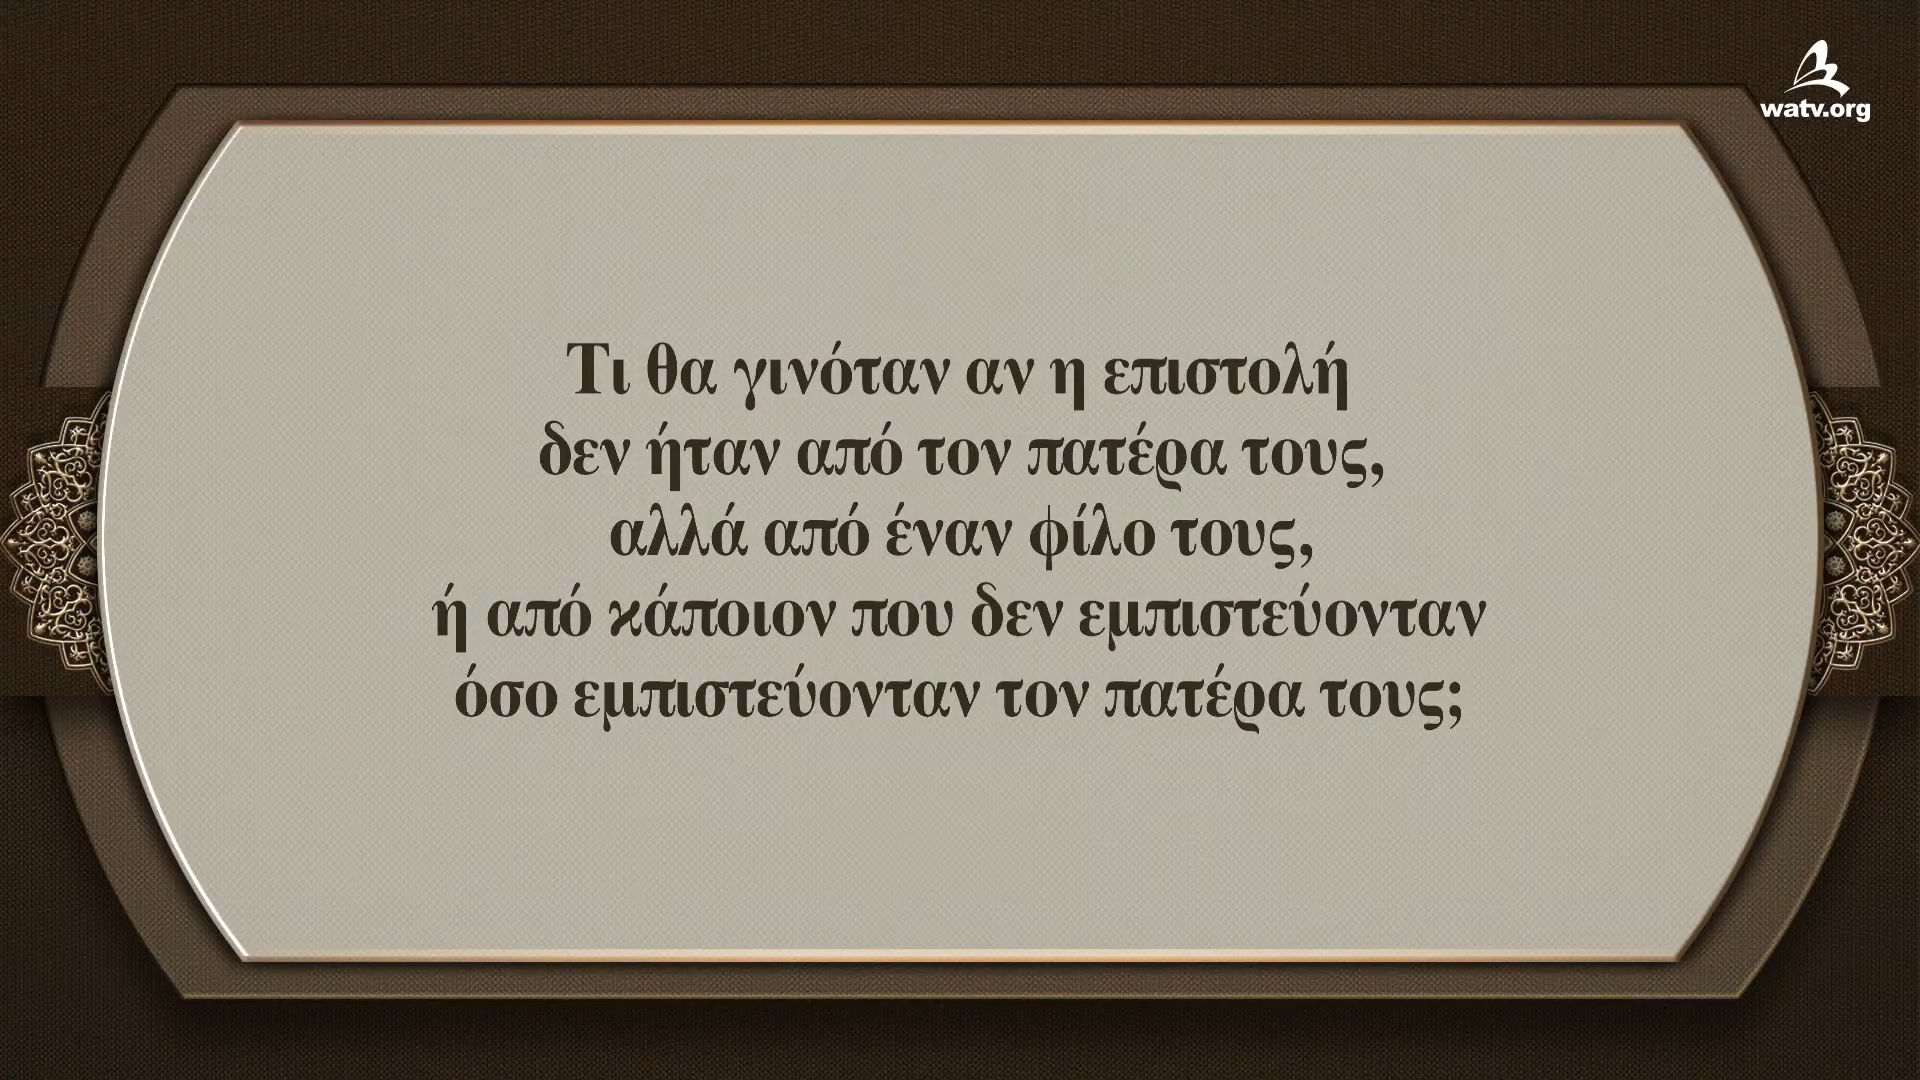 watv.org
Τι θα γινόταν αν η επιστολή
δεν ήταν από τον πατέρα τους,
αλλά από έναν φίλο τους,
ή από κάποιον που δεν εμπιστεύονταν
όσο εμπιστεύονταν τον πατέρα τους;